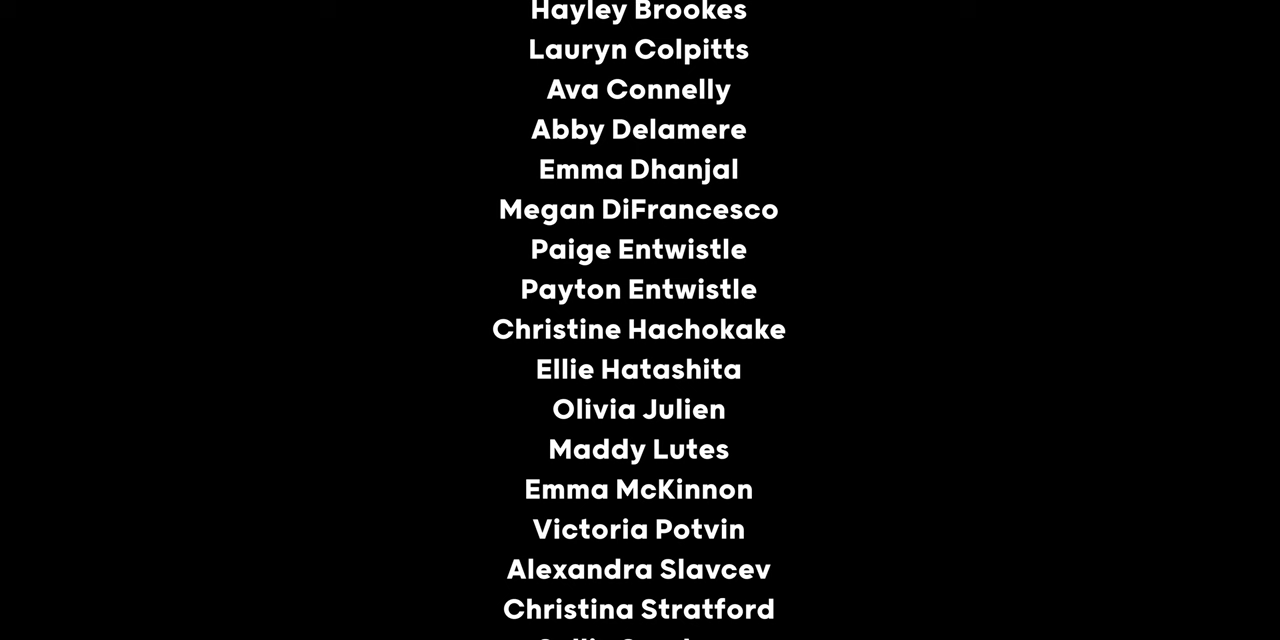 Hayley Brookes
Lauryn Colpitts
Ava Connelly
Abby Delamere
Emma Dhanjal
Megan DiFrancesco
Paige Entwistle
Payton Entwistle
Christine Hachokake
Ellie Hatashita
Olivia Julien
Maddy Lutes
Emma McKinnon
Victoria Potvin
Alexandra Slavcev
Christina Stratford